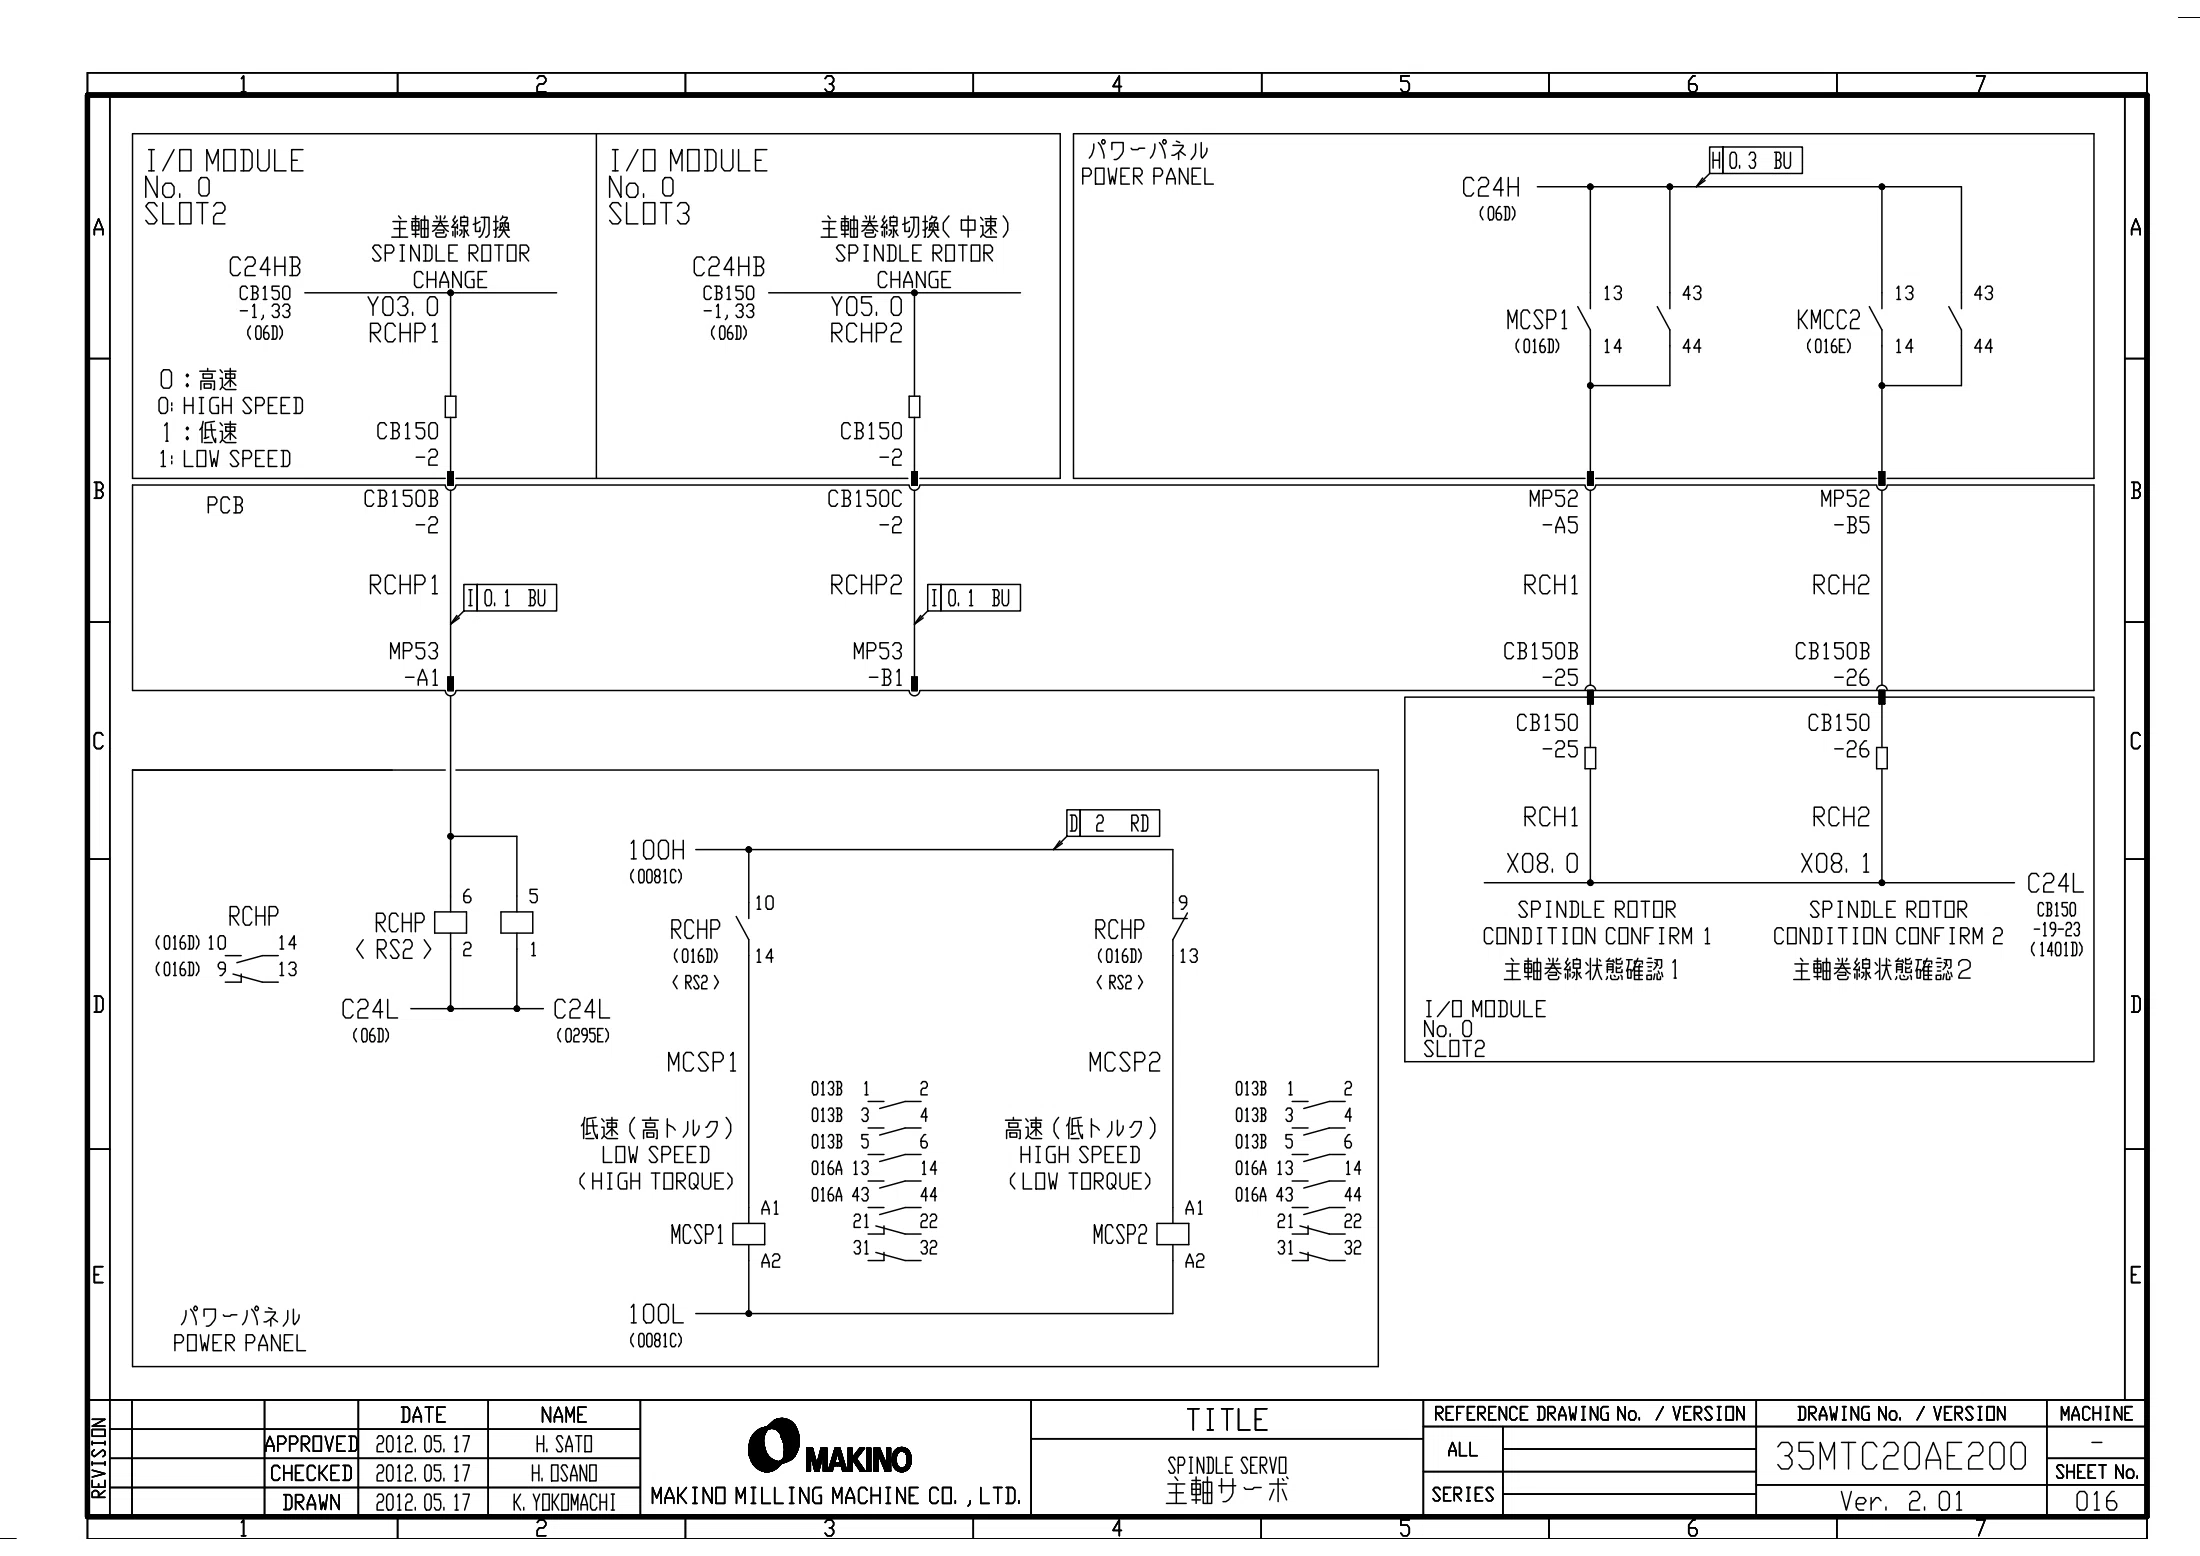 1 2 3 4 5 6 7
A
B
C
D
E
A
B
C
D
E
I/O MODULE
No. 0
SLOT2
主軸巻線切換
SPINDLE ROTOR
CHANGE
C24HB
CB150
-1,33
(06D)
Y03.0
RCHP1
0：高速
0: HIGH SPEED
1：低速
1: LOW SPEED
CB150
-2
I/O MODULE
No. 0
SLOT3
主軸巻線切換(中速)
SPINDLE ROTOR
CHANGE
C24HB
CB150
-1,33
(06D)
Y05.0
RCHP2
CB150
-2
パワーパネル
POWER PANEL
H 0.3 BU
C24H
(06D)
MCSP1
(016D)
13
14
43
44
KMCC2
(016E)
13
14
43
44
PCB
CB150B
-2
RCHP1
I 0.1 BU
MP53
-A1
CB150C
-2
RCHP2
I 0.1 BU
MP53
-B1
MP52
-A5
RCH1
CB150B
-25
MP52
-B5
RCH2
CB150B
-26
CB150
-25
RCH1
X08.0
CB150
-26
RCH2
X08.1
C24L
CB150
-19-23
(1401D)
SPINDLE ROTOR
CONDITION CONFIRM 1
主軸巻線状態確認1
SPINDLE ROTOR
CONDITION CONFIRM 2
主軸巻線状態確認2
I/O MODULE
No. 0
SLOT2
RCHP
(016D) 10 14
(016D) 9 13
RCHP
<RS2>
6
2
5
1
C24L
(06D)
C24L
(0295E)
100H
(0081C)
D 2 RD
RCHP
(016D)
<RS2>
10
14
RCHP
(016D)
<RS2>
9
13
MCSP1
低速(高トルク)
LOW SPEED
(HIGH TORQUE)
MCSP1
A1
A2
013B 1 2
013B 3 4
013B 5 6
016A 13 14
016A 43 44
21 22
31 32
MCSP2
高速(低トルク)
HIGH SPEED
(LOW TORQUE)
MCSP2
A1
A2
013B 1 2
013B 3 4
013B 5 6
016A 13 14
016A 43 44
21 22
31 32
100L
(0081C)
パワーパネル
POWER PANEL
REVISION
DATE NAME
APPROVED 2012.05.17 H. SATO
CHECKED 2012.05.17 H. OSANO
DRAWN 2012.05.17 K. YOKOMACHI
MAKINO
MAKINO MILLING MACHINE CO., LTD.
TITLE
SPINDLE SERVO
主軸サーボ
REFERENCE DRAWING No. / VERSION
ALL
SERIES
DRAWING No. / VERSION
35MTC20AE200
Ver. 2.01
MACHINE
-
SHEET No.
016
1 2 3 4 5 6 7